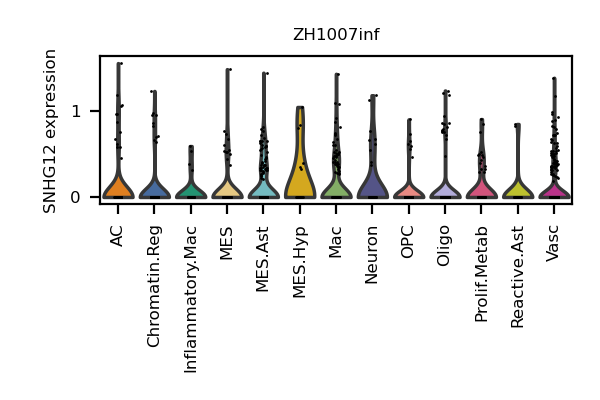 ZH1007inf
SNHG12 expression
1
0
AC
Chromatin.Reg
Inflammatory.Mac
MES
MES.Ast
MES.Hyp
Mac
Neuron
OPC
Oligo
Prolif.Metab
Reactive.Ast
Vasc